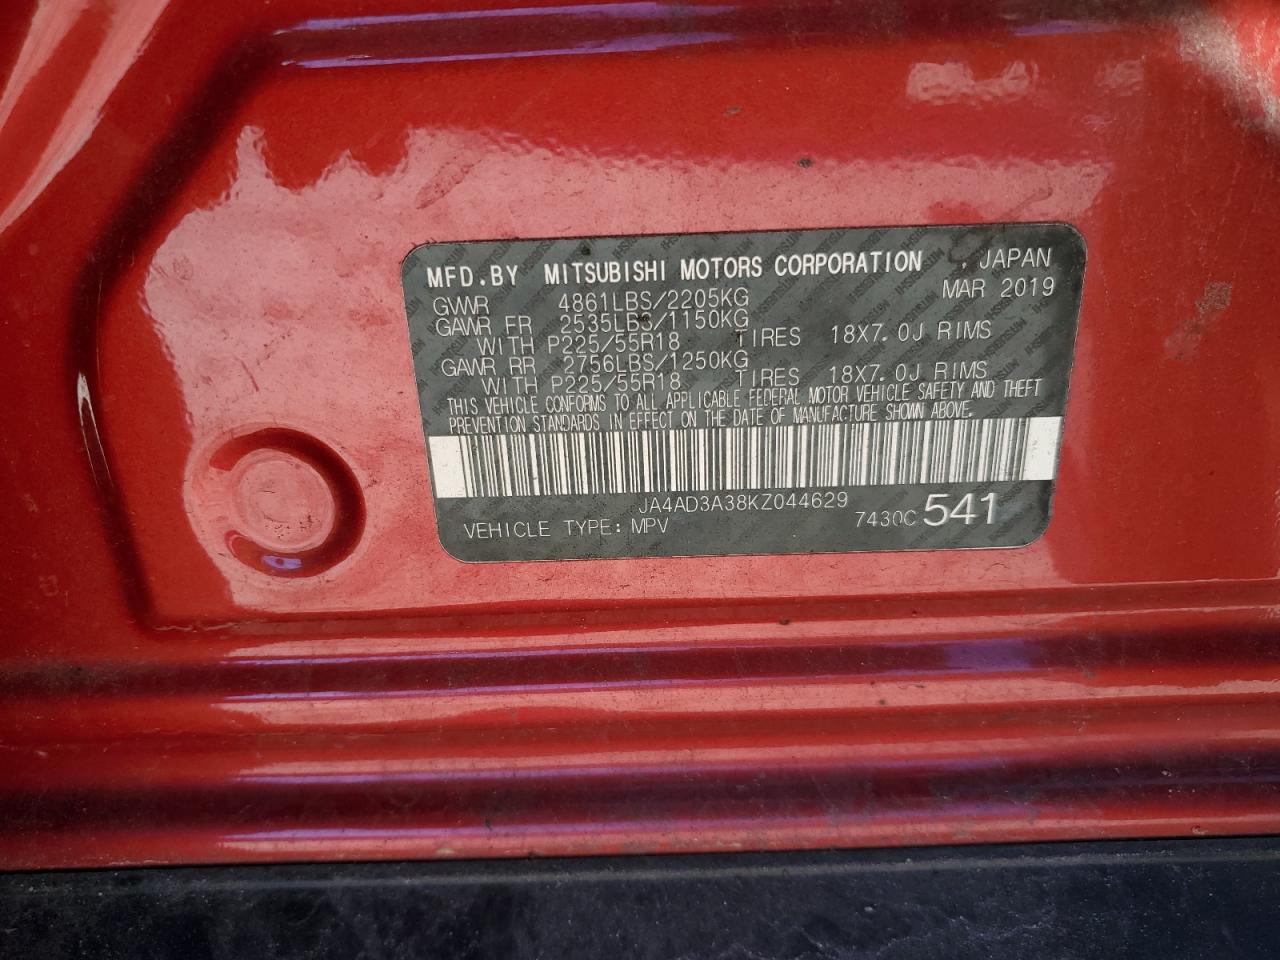 MFD.BY MITSUBISHI MOTORS CORPORATION , JAPAN
MAR 2019
GVWR 4861LBS/2205KG
GAWR FR 2535LBS/1150KG
WITH P225/55R18 TIRES 18X7.0J RIMS
GAWR RR 2756LBS/1250KG
WITH P225/55R18 TIRES 18X7.0J RIMS
THIS VEHICLE CONFORMS TO ALL APPLICABLE FEDERAL MOTOR VEHICLE SAFETY AND THEFT
PREVENTION STANDARDS IN EFFECT ON THE DATE OF MANUFACTURE SHOWN ABOVE.
JA4AD3A38KZ044629
VEHICLE TYPE: MPV 7430C 541